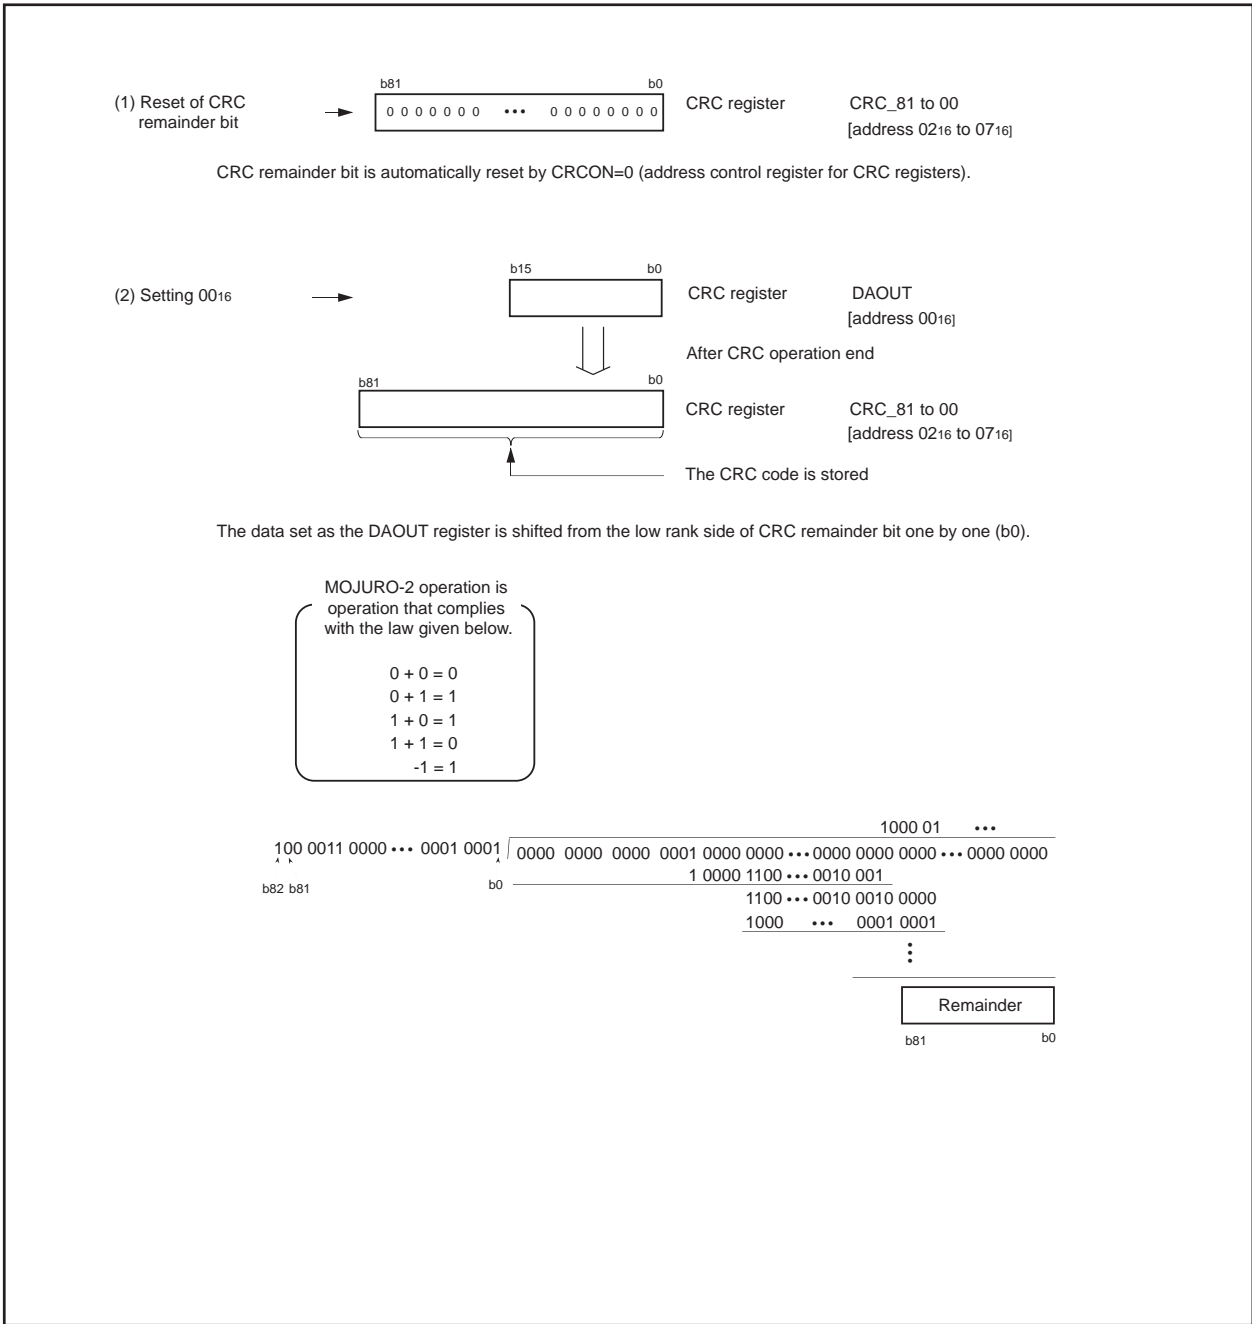 b81 b0
(1) Reset of CRC remainder bit
0 0 0 0 0 0 0 ••• 0 0 0 0 0 0 0 0
CRC register CRC_81 to 00
[address 0216 to 0716]
CRC remainder bit is automatically reset by CRCON=0 (address control register for CRC registers).
b15 b0
(2) Setting 0016
CRC register DAOUT
[address 0016]
After CRC operation end
b81 b0
CRC register CRC_81 to 00
[address 0216 to 0716]
The CRC code is stored
The data set as the DAOUT register is shifted from the low rank side of CRC remainder bit one by one (b0).
MOJURO-2 operation is
operation that complies
with the law given below.
0 + 0 = 0
0 + 1 = 1
1 + 0 = 1
1 + 1 = 0
-1 = 1
1000 01 •••
100 0011 0000 ••• 0001 0001 0000 0000 0000 0001 0000 0000 ••• 0000 0000 0000 ••• 0000 0000
b82 b81 b0
1 0000 1100 ••• 0010 001
1100 ••• 0010 0010 0000
1000 ••• 0001 0001
Remainder
b81 b0